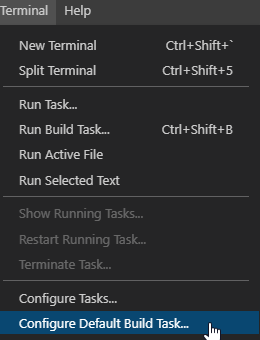 Terminal Help
New Terminal Ctrl+Shift+`
Split Terminal Ctrl+Shift+5
Run Task...
Run Build Task... Ctrl+Shift+B
Run Active File
Run Selected Text
Show Running Tasks...
Restart Running Task...
Terminate Task...
Configure Tasks...
Configure Default Build Task...